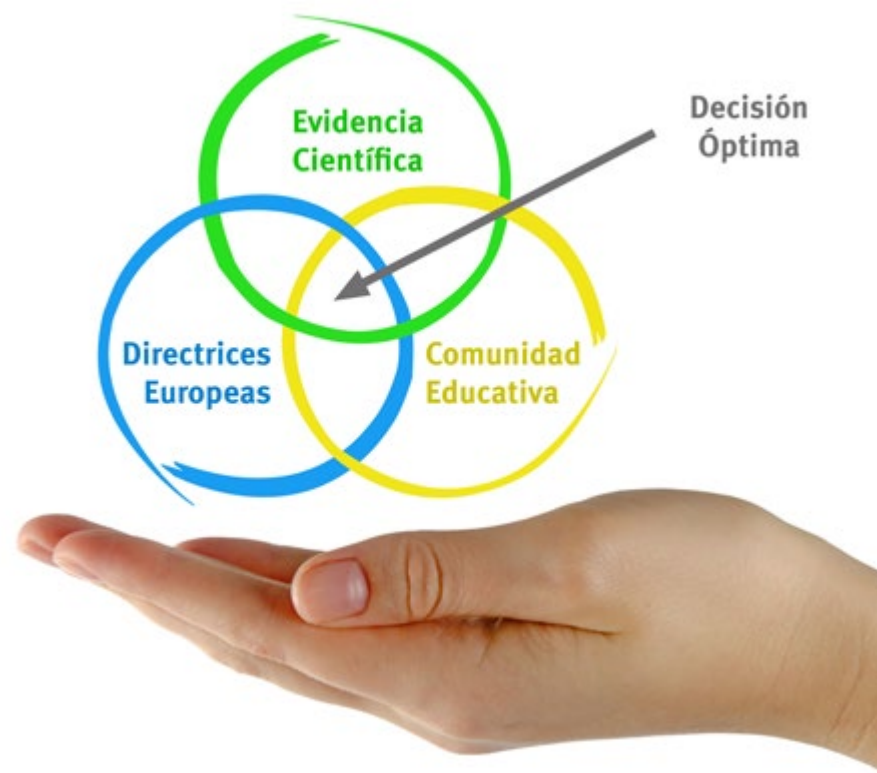 Evidencia
Científica
Decisión
Óptima
Directrices
Europeas
Comunidad
Educativa